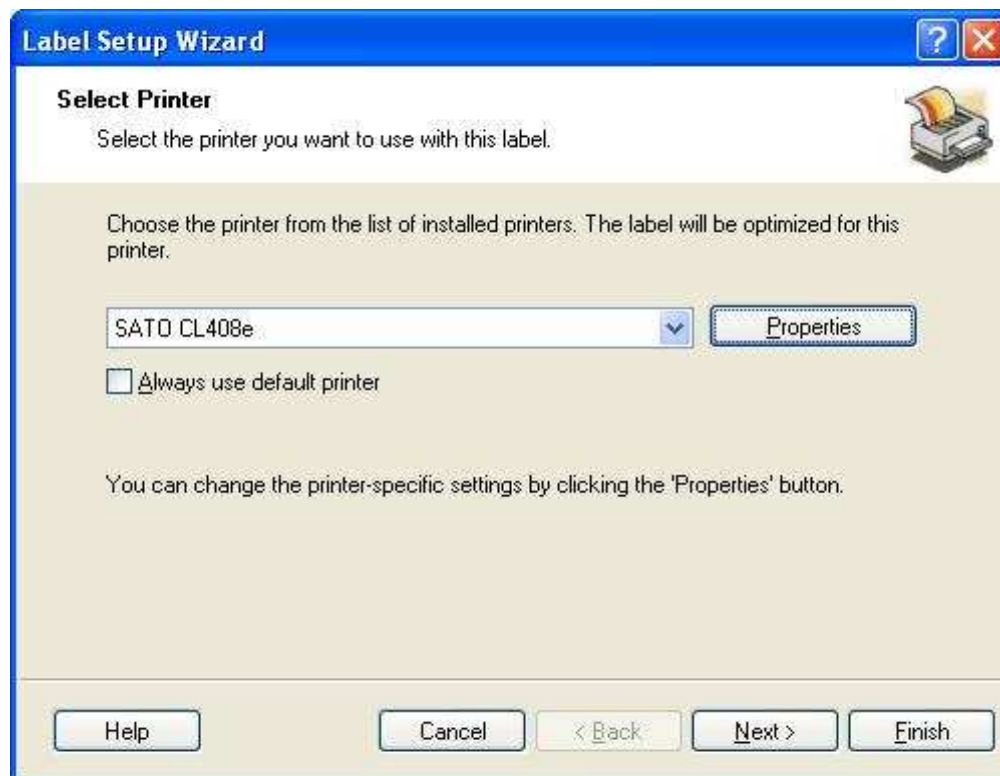 Label Setup Wizard
?
Select Printer
Select the printer you want to use with this label.
Choose the printer from the list of installed printers. The label will be optimized for this
printer.
SATO CL408e
Properties
Always use default printer
You can change the printer-specific settings by clicking the 'Properties' button.
Help
Cancel
< Back
Next >
Finish